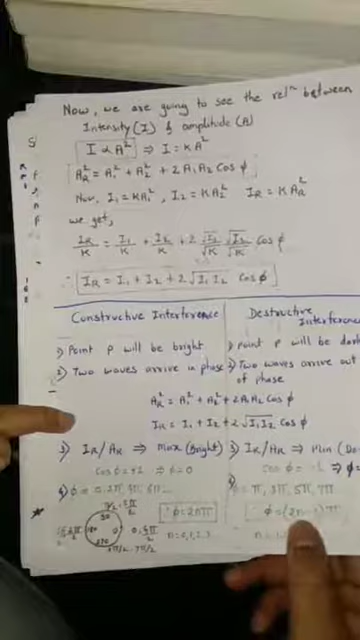 Now, we are going to see the relⁿ between
Intensity (I) & amplitude (A)
I ∝ A² ⇒ I = KA²
A_R² = A₁² + A₂² + 2A₁A₂ Cos φ
Now, I₁ = KA₁², I₂ = KA₂² I_R = KA_R²
we get,
I_R/K = I₁/K + I₂/K + 2 √I₁/√K √I₂/√K Cos φ
∴ I_R = I₁ + I₂ + 2√I₁I₂ Cos φ
Constructive Interference
1) Point P will be bright
2) Two waves arrive in phase
Destructive
Interference
1) Point P will be
2) Two waves arrive out
of phase
A_R² = A₁² + A₂² + 2A₁A₂ Cos φ
I_R = I₁ + I₂ + 2√I₁I₂ Cos φ
3) I_R/A_R ⇒ Max (Bright)
Cos φ = +1 ⇒ φ = 0
4) φ = 0, 2π, 4π, 6π...
∴ φ = 2nπ
n = 0,1,2,3
3) I_R/A_R ⇒ Min
Cos φ = -1 ⇒
φ = π, 3π, 5π, 7π